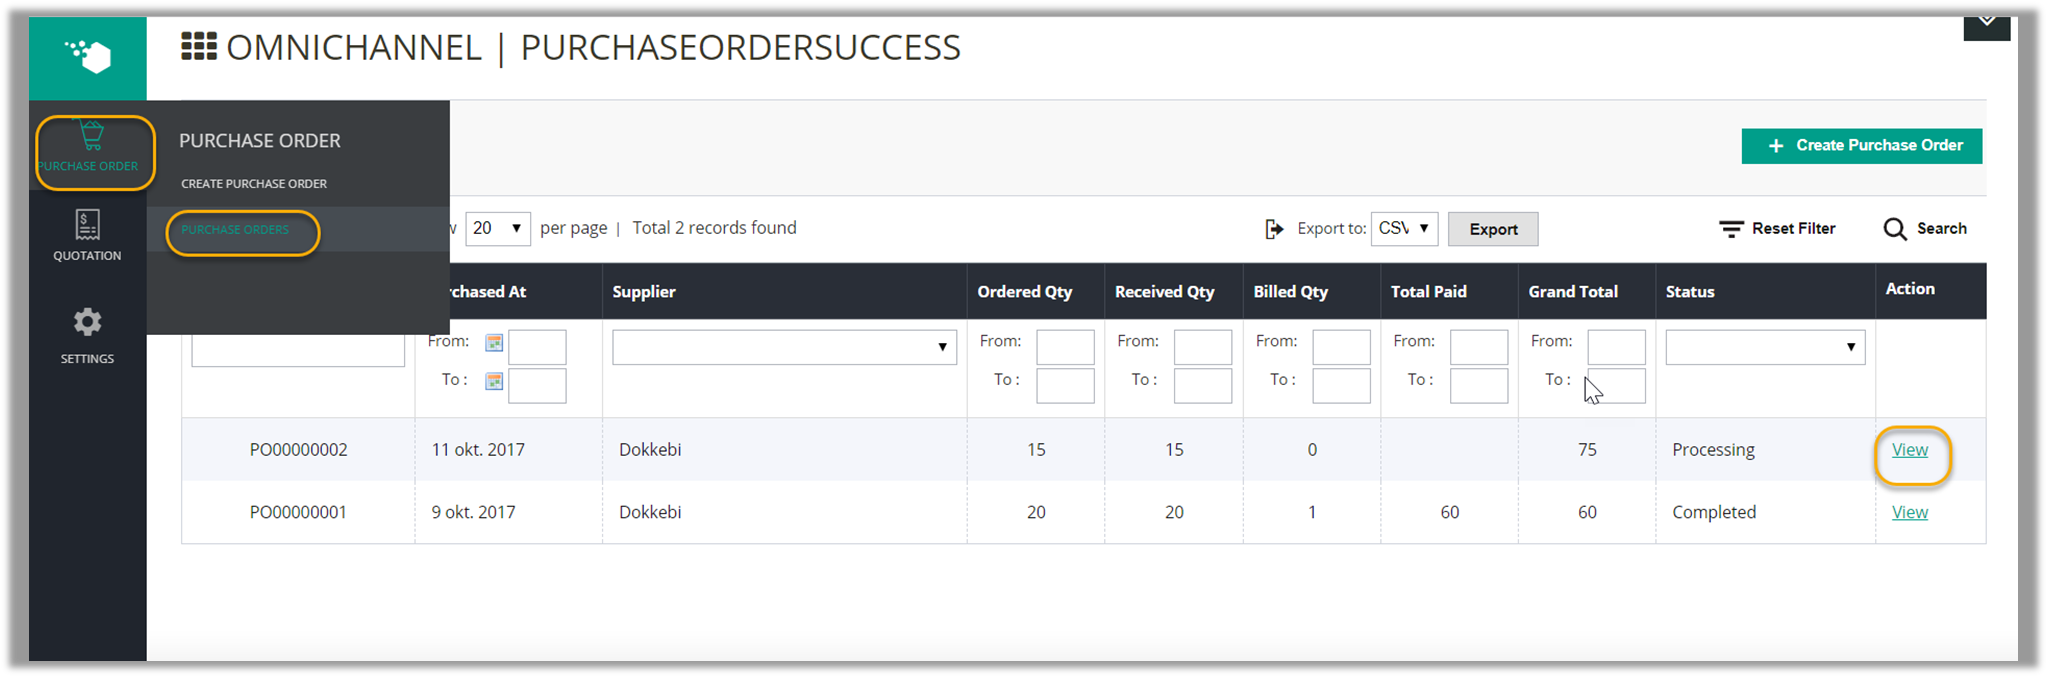 OMNICHANNEL | PURCHASEORDERSUCCESS
PURCHASE ORDER
PURCHASE ORDER
CREATE PURCHASE ORDER
PURCHASE ORDERS
QUOTATION
SETTINGS
+ Create Purchase Order
20 per page | Total 2 records found
Export to: CSV Export
Reset Filter
Search
rchased At Supplier Ordered Qty Received Qty Billed Qty Total Paid Grand Total Status Action
From: From: From: From: From: From:
To : To : To : To : To : To :
PO00000002 11 okt. 2017 Dokkebi 15 15 0 75 Processing View
PO00000001 9 okt. 2017 Dokkebi 20 20 1 60 60 Completed View